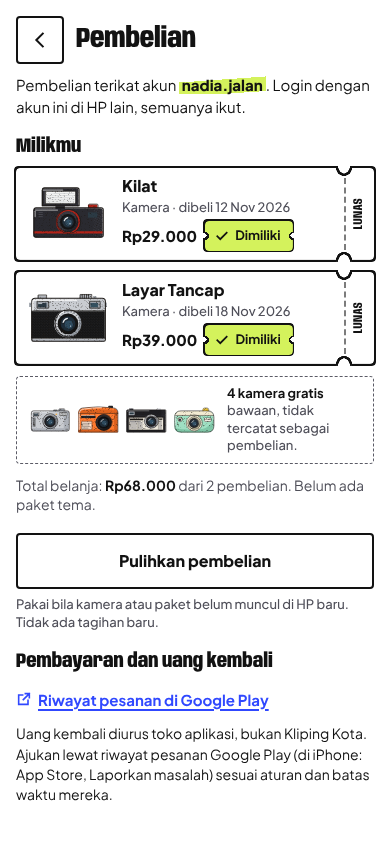 Pembelian
Pembelian terikat akun nadia.jalan. Login dengan
akun ini di HP lain, semuanya ikut.
Milikmu
Kilat
Kamera · dibeli 12 Nov 2026
Rp29.000 Dimiliki
LUNAS
Layar Tancap
Kamera · dibeli 18 Nov 2026
Rp39.000 Dimiliki
LUNAS
4 kamera gratis
bawaan, tidak
tercatat sebagai
pembelian.
Total belanja: Rp68.000 dari 2 pembelian. Belum ada
paket tema.
Pulihkan pembelian
Pakai bila kamera atau paket belum muncul di HP baru.
Tidak ada tagihan baru.
Pembayaran dan uang kembali
Riwayat pesanan di Google Play
Uang kembali diurus toko aplikasi, bukan Kliping Kota.
Ajukan lewat riwayat pesanan Google Play (di iPhone:
App Store, Laporkan masalah) sesuai aturan dan batas
waktu mereka.